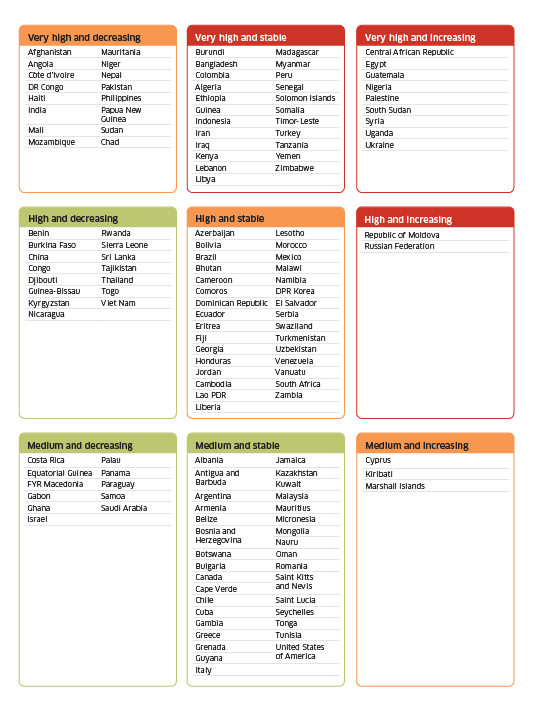 Very high and decreasing
Afghanistan Mauritania
Angola Niger
Côte d'Ivoire Nepal
DR Congo Pakistan
Haiti Philippines
India Papua New
Guinea
Mali Sudan
Mozambique Chad
Very high and stable
Burundi Madagascar
Bangladesh Myanmar
Colombia Peru
Algeria Senegal
Ethiopia Solomon Islands
Guinea Somalia
Indonesia Timor-Leste
Iran Turkey
Iraq Tanzania
Kenya Yemen
Lebanon Zimbabwe
Libya
Very high and increasing
Central African Republic
Egypt
Guatemala
Nigeria
Palestine
South Sudan
Syria
Uganda
Ukraine
High and decreasing
Benin Rwanda
Burkina Faso Sierra Leone
China Sri Lanka
Congo Tajikistan
Djibouti Thailand
Guinea-Bissau Togo
Kyrgyzstan Viet Nam
Nicaragua
High and stable
Azerbaijan Lesotho
Bolivia Morocco
Brazil Mexico
Bhutan Malawi
Cameroon Namibia
Comoros DPR Korea
Dominican Republic El Salvador
Ecuador Serbia
Eritrea Swaziland
Fiji Turkmenistan
Georgia Uzbekistan
Honduras Venezuela
Jordan Vanuatu
Cambodia South Africa
Lao PDR Zambia
Liberia
High and increasing
Republic of Moldova
Russian Federation
Medium and decreasing
Costa Rica Palau
Equatorial Guinea Panama
FYR Macedonia Paraguay
Gabon Samoa
Ghana Saudi Arabia
Israel
Medium and stable
Albania Jamaica
Antigua and Kazakhstan
Barbuda Kuwait
Argentina Malaysia
Armenia Mauritius
Belize Micronesia
Bosnia and Mongolia
Herzegovina Nauru
Botswana Oman
Bulgaria Romania
Canada Saint Kitts
Cape Verde and Nevis
Chile Saint Lucia
Cuba Seychelles
Gambia Tonga
Greece Tunisia
Grenada United States
Guyana of America
Italy
Medium and increasing
Cyprus
Kiribati
Marshall Islands